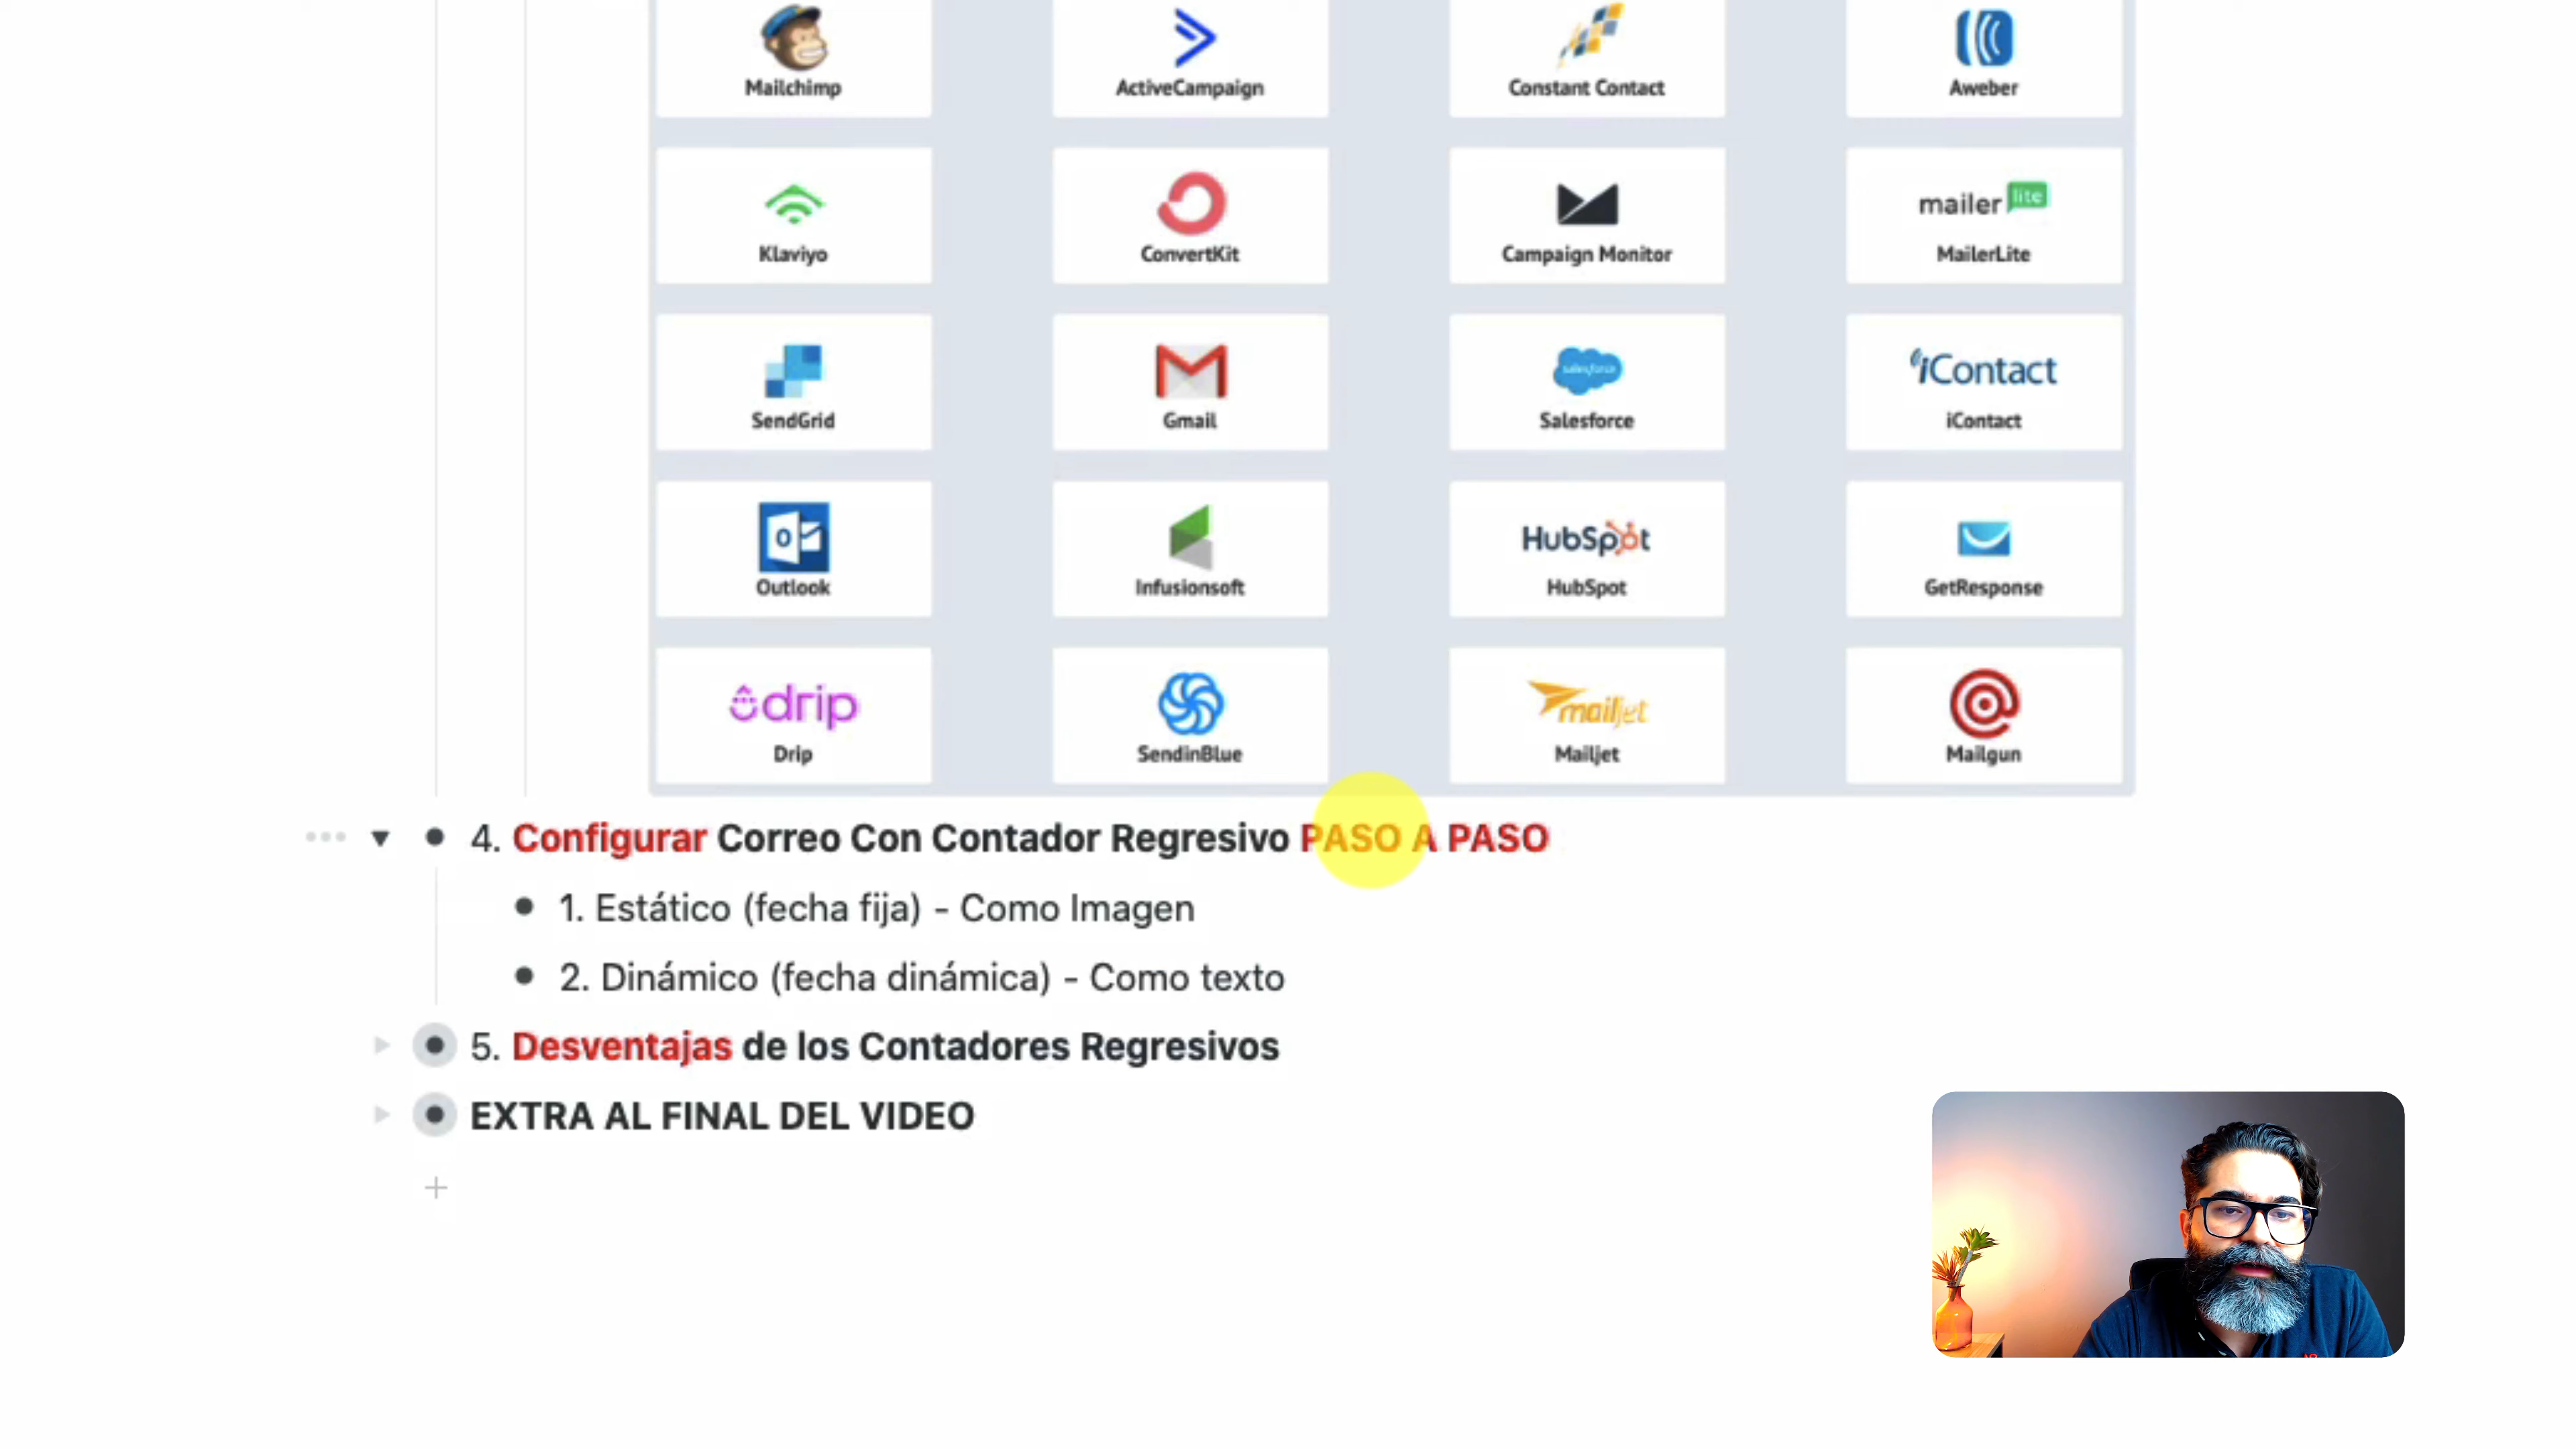 Mailchimp
ActiveCampaign
Constant Contact
Aweber
mailer lite
Klaviyo
ConvertKit
Campaign Monitor
MailerLite
salesforce
iContact
SendGrid
Gmail
Salesforce
iContact
HubSpot
Outlook
Infusionsoft
HubSpot
GetResponse
drip
mailjet
Drip
SendinBlue
Mailjet
Mailgun
4. Configurar Correo Con Contador Regresivo PASO A PASO
1. Estático (fecha fija) - Como Imagen
2. Dinámico (fecha dinámica) - Como texto
5. Desventajas de los Contadores Regresivos
EXTRA AL FINAL DEL VIDEO